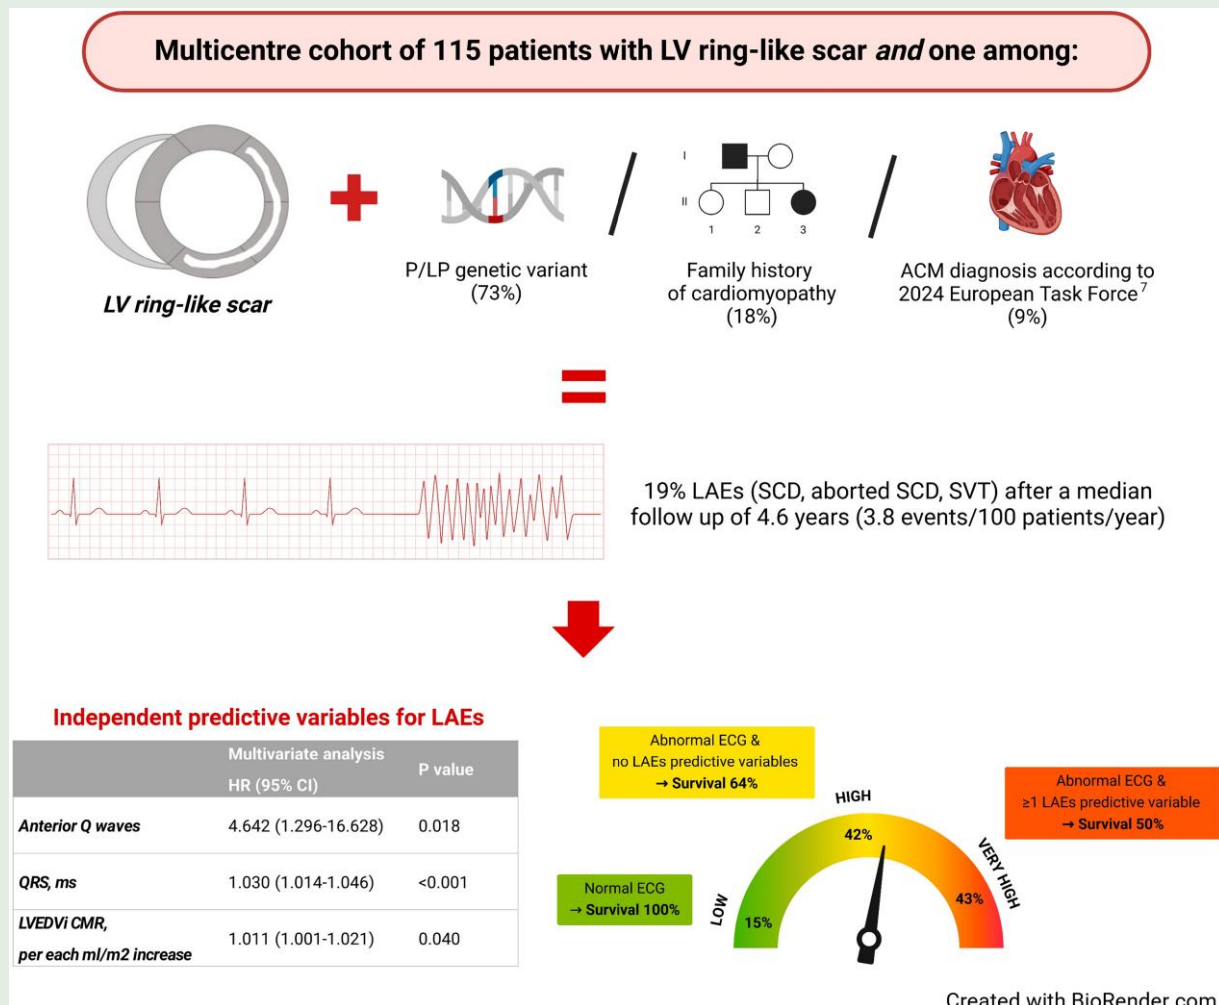 Multicentre cohort of 115 patients with LV ring-like scar and one among:
LV ring-like scar
P/LP genetic variant
(73%)
I
II
1 2 3
Family history
of cardiomyopathy
(18%)
ACM diagnosis according to
2024 European Task Force 7
(9%)
19% LAEs (SCD, aborted SCD, SVT) after a median
follow up of 4.6 years (3.8 events/100 patients/year)
Independent predictive variables for LAEs
Multivariate analysis
HR (95% CI)
P value
Anterior Q waves 4.642 (1.296-16.628) 0.018
QRS, ms 1.030 (1.014-1.046) <0.001
LVEDVi CMR,
per each ml/m2 increase 1.011 (1.001-1.021) 0.040
Abnormal ECG &
no LAEs predictive variables
→ Survival 64%
Abnormal ECG &
≥1 LAEs predictive variable
→ Survival 50%
Normal ECG
→ Survival 100%
LOW
15%
HIGH
42%
VERY HIGH
43%
Created with BioRender.com